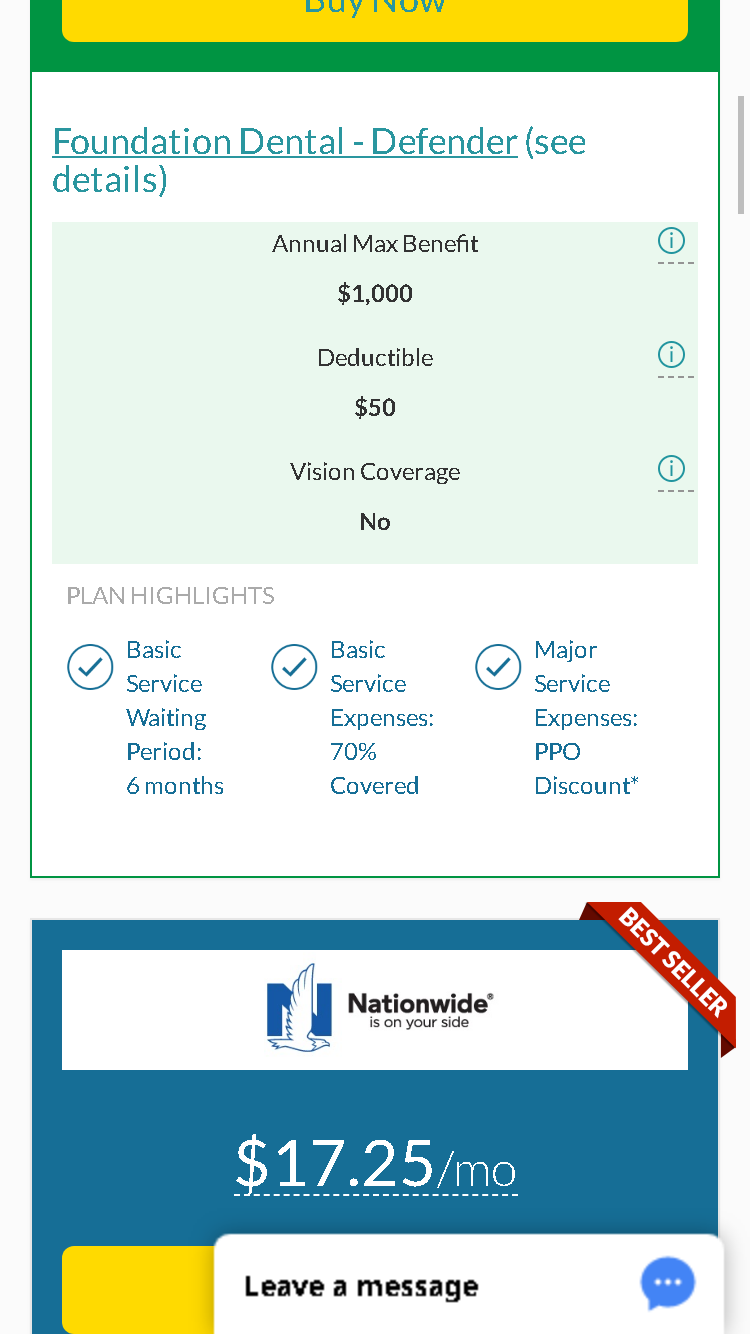 Buy Now
Foundation Dental - Defender (see
details)
Annual Max Benefit
$1,000
Deductible
$50
Vision Coverage
No
PLAN HIGHLIGHTS
Basic
Service
Waiting
Period:
6 months
Basic
Service
Expenses:
70%
Covered
Major
Service
Expenses:
PPO
Discount*
BEST SELLER
Nationwide®
is on your side
$17.25/mo
Leave a message